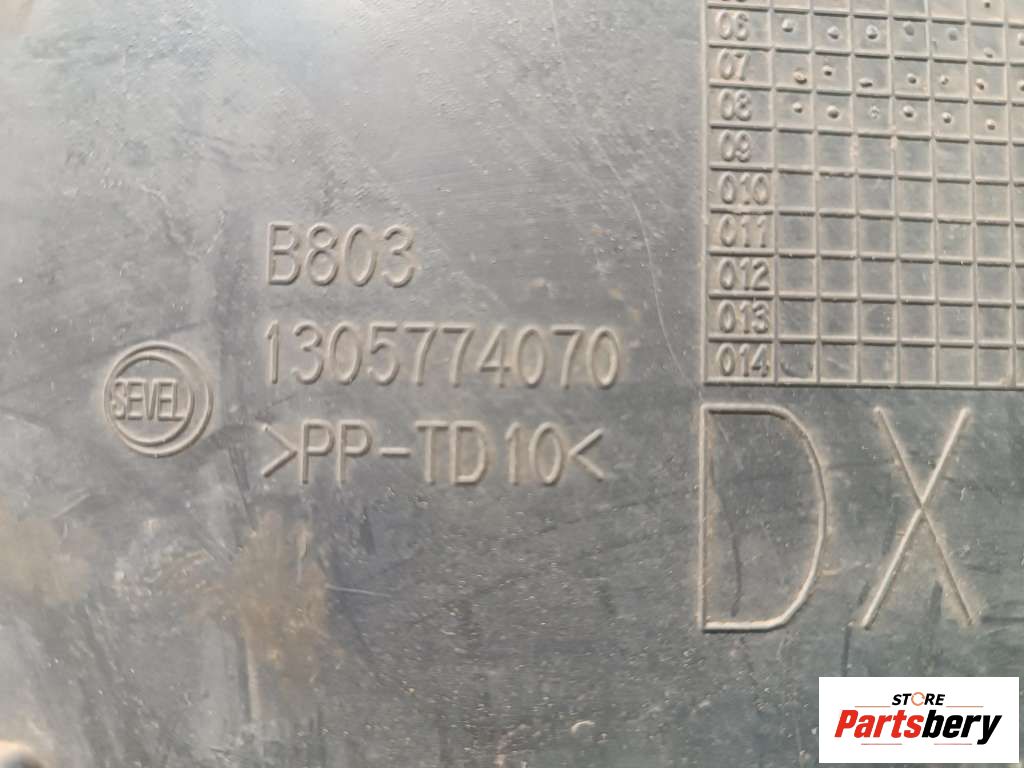 06
07
08
09
010
011
012
013
014
B803
1305774070
SEVEL
>PP-TD10<
DX
STORE
Partsbery